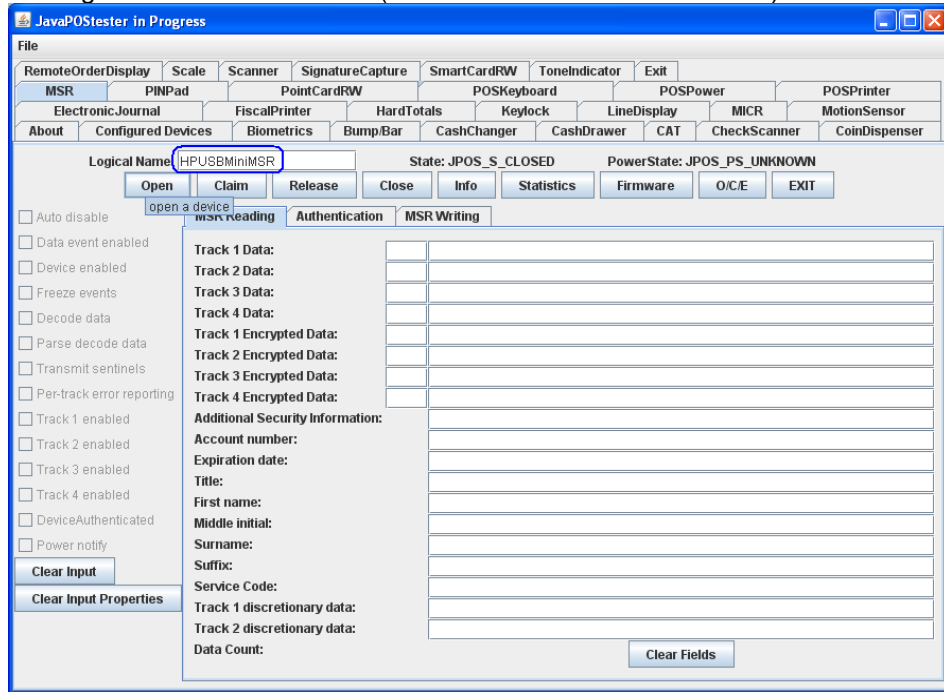 JavaPOStester in Progress
File
RemoteOrderDisplay Scale Scanner SignatureCapture SmartCardRW ToneIndicator Exit
MSR PINPad PointCardRW POSKeyboard POSPower POSPrinter
ElectronicJournal FiscalPrinter HardTotals Keylock LineDisplay MICR MotionSensor
About Configured Devices Biometrics Bump/Bar CashChanger CashDrawer CAT CheckScanner CoinDispenser
Logical Name: HPUSBMiniMSR State: JPOS_S_CLOSED PowerState: JPOS_PS_UNKNOWN
Open Claim Release Close Info Statistics Firmware O/C/E EXIT
open a device
Auto disable MSR Reading Authentication MSR Writing
Data event enabled
Device enabled
Freeze events
Decode data
Parse decode data
Transmit sentinels
Per-track error reporting
Track 1 enabled
Track 2 enabled
Track 3 enabled
Track 4 enabled
DeviceAuthenticated
Power notify
Clear Input
Clear Input Properties
Track 1 Data:
Track 2 Data:
Track 3 Data:
Track 4 Data:
Track 1 Encrypted Data:
Track 2 Encrypted Data:
Track 3 Encrypted Data:
Track 4 Encrypted Data:
Additional Security Information:
Account number:
Expiration date:
Title:
First name:
Middle initial:
Surname:
Suffix:
Service Code:
Track 1 discretionary data:
Track 2 discretionary data:
Data Count:
Clear Fields